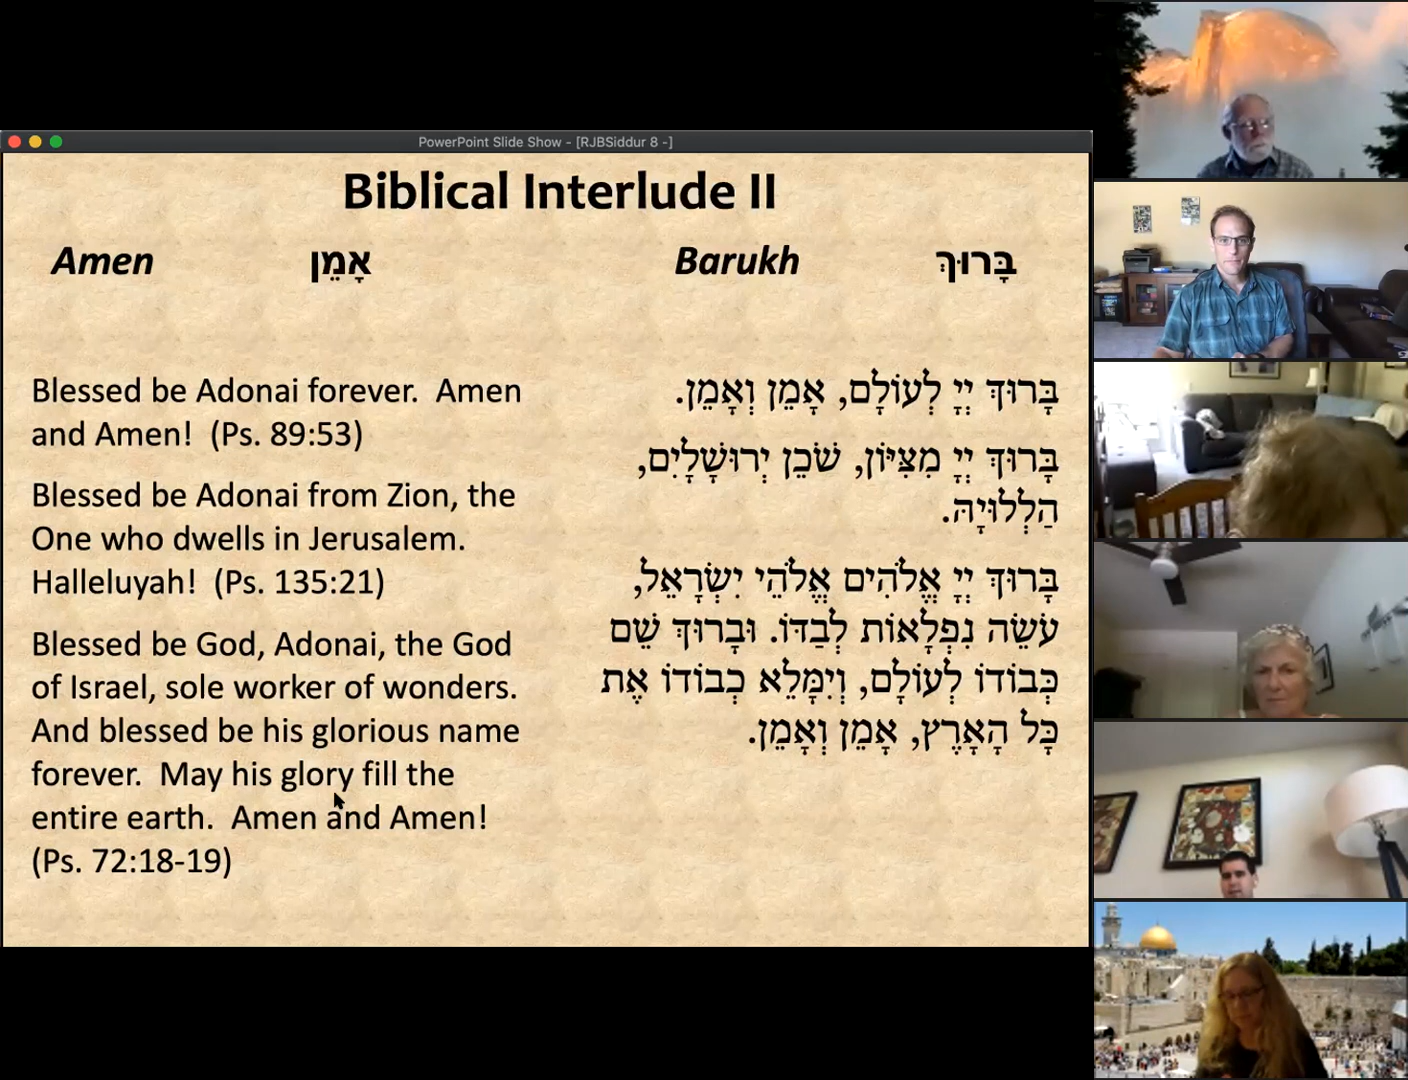 PowerPoint Slide Show - [RJBSiddur 8 -]
Biblical Interlude II
Amen אָמֵן Barukh בָּרוּךְ
Blessed be Adonai forever.  Amen
and Amen!  (Ps. 89:53)
Blessed be Adonai from Zion, the
One who dwells in Jerusalem.
Halleluyah!  (Ps. 135:21)
Blessed be God, Adonai, the God
of Israel, sole worker of wonders.
And blessed be his glorious name
forever.  May his glory fill the
entire earth.  Amen and Amen!
(Ps. 72:18-19)
בָּרוּךְ יְיָ לְעוֹלָם, אָמֵן וְאָמֵן.
בָּרוּךְ יְיָ מִצִּיּוֹן, שֹׁכֵן יְרוּשָׁלָיִם,
הַלְלוּיָהּ.
בָּרוּךְ יְיָ אֱלֹהִים אֱלֹהֵי יִשְׂרָאֵל,
עֹשֵׂה נִפְלָאוֹת לְבַדּוֹ. וּבָרוּךְ שֵׁם
כְּבוֹדוֹ לְעוֹלָם, וְיִמָּלֵא כְבוֹדוֹ אֶת
כָּל הָאָרֶץ, אָמֵן וְאָמֵן.